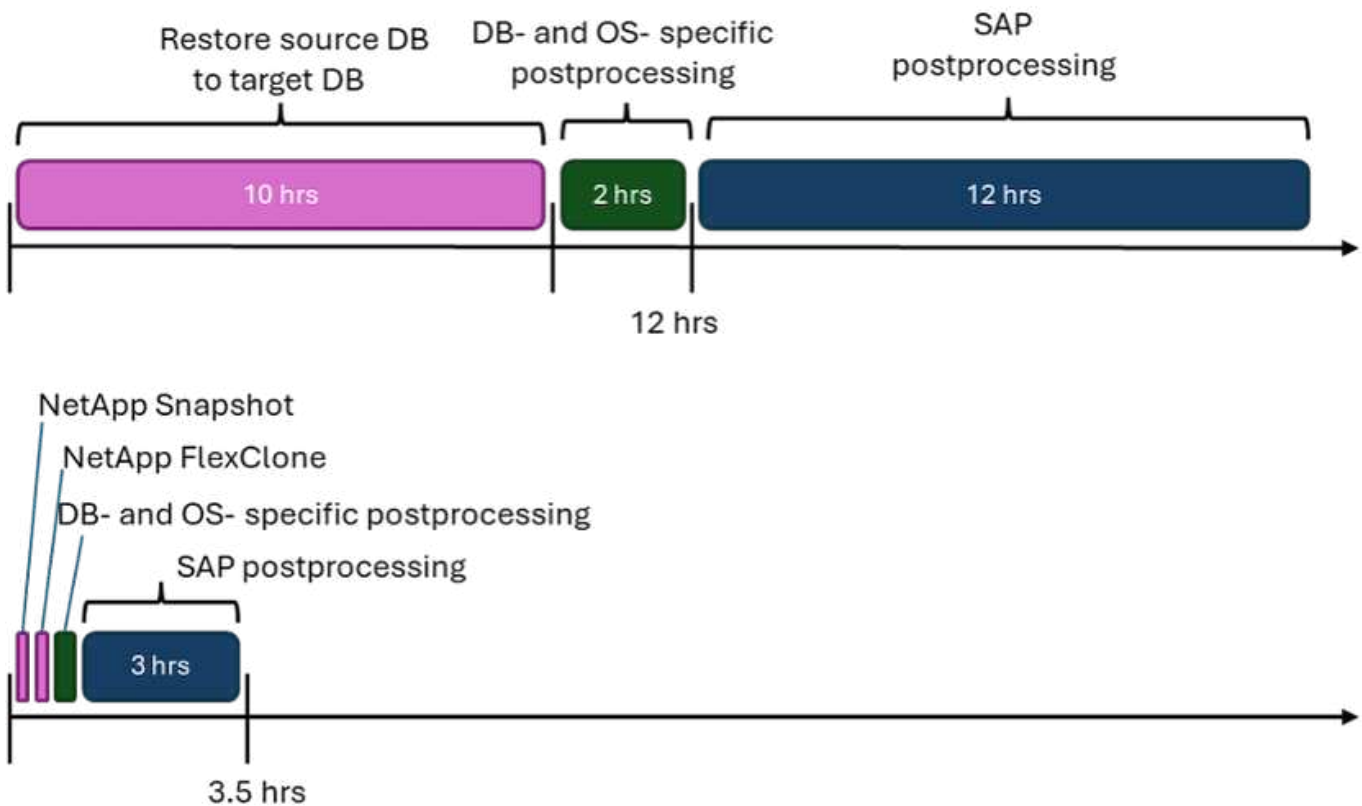 Restore source DB
to target DB
DB- and OS- specific
postprocessing
SAP
postprocessing
10 hrs
2 hrs
12 hrs
12 hrs
NetApp Snapshot
NetApp FlexClone
DB- and OS- specific postprocessing
SAP postprocessing
3 hrs
3.5 hrs